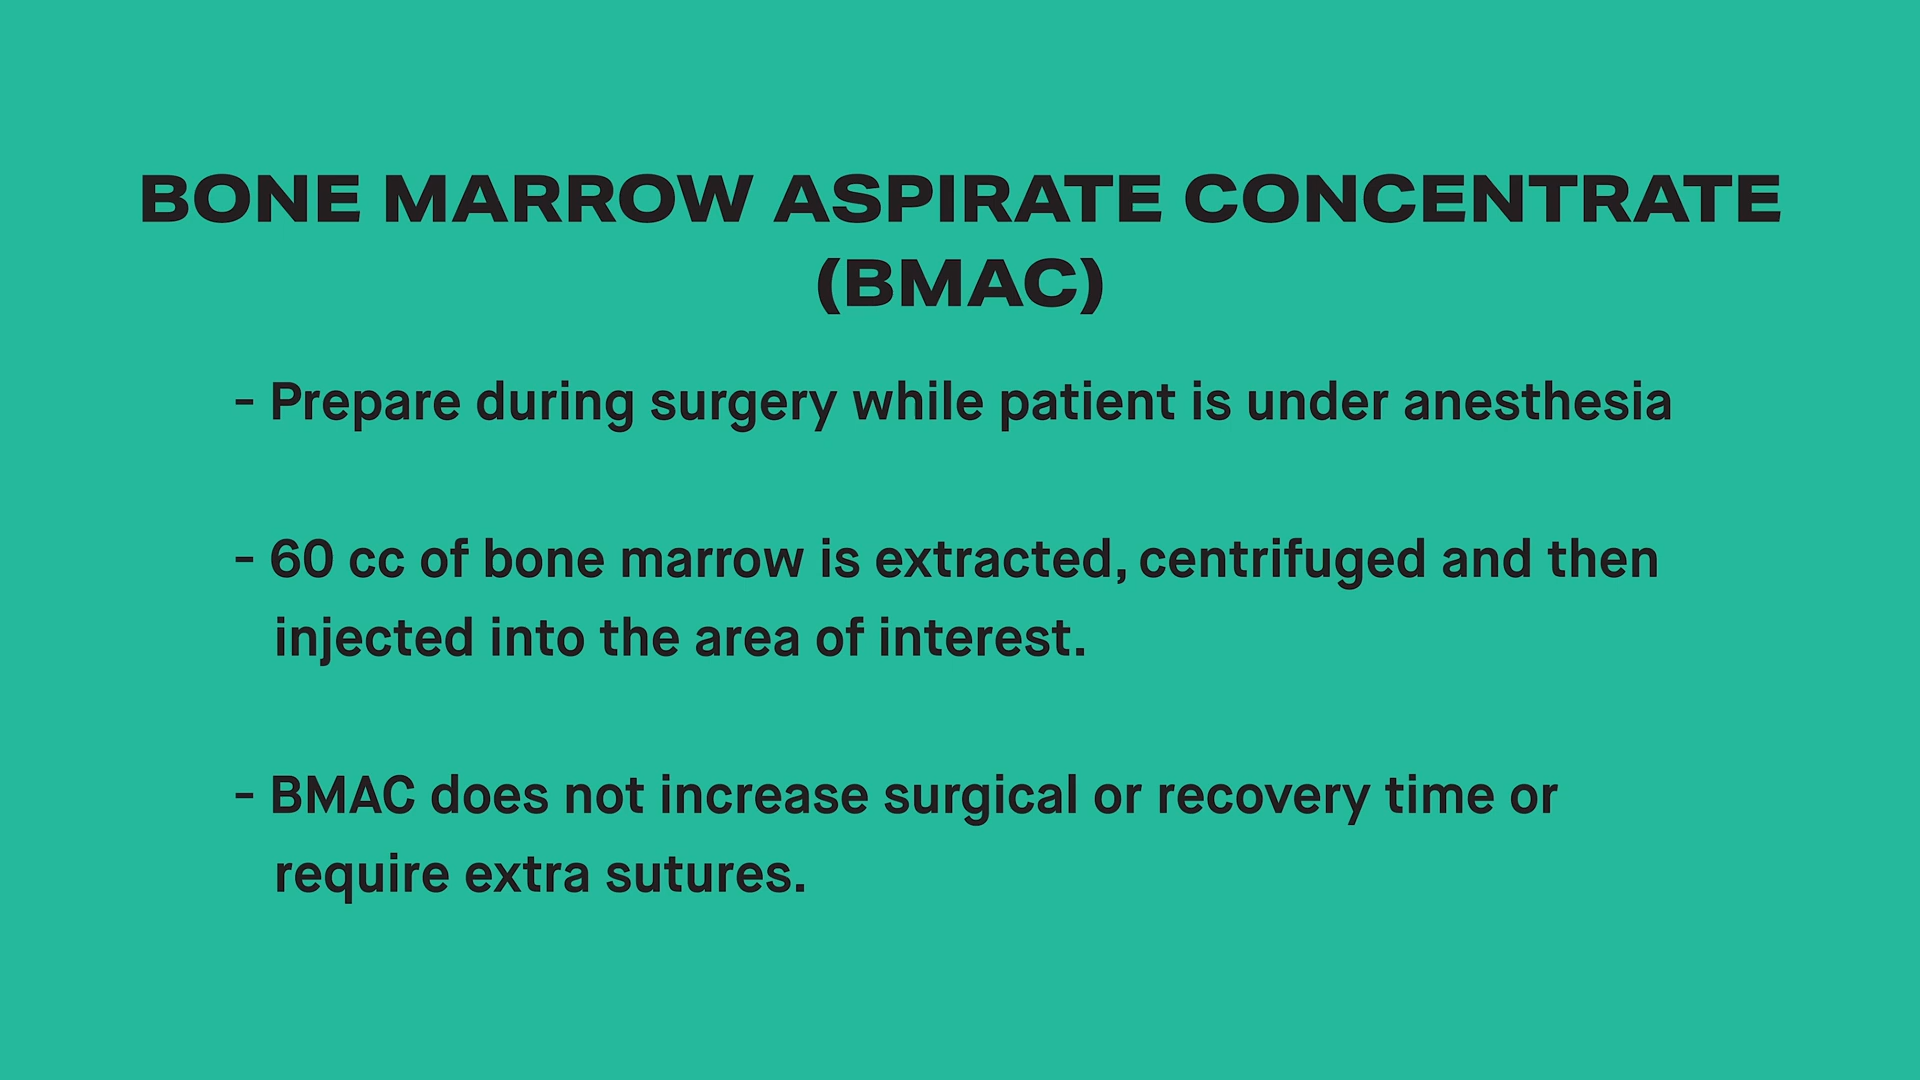 BONE MARROW ASPIRATE CONCENTRATE
(BMAC)
- Prepare during surgery while patient is under anesthesia
- 60 cc of bone marrow is extracted, centrifuged and then
injected into the area of interest.
- BMAC does not increase surgical or recovery time or
require extra sutures.